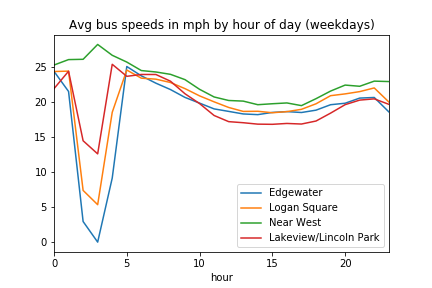 Avg bus speeds in mph by hour of day (weekdays)
25
20
15
10
5
0
Edgewater
Logan Square
Near West
Lakeview/Lincoln Park
0 5 10 15 20
hour